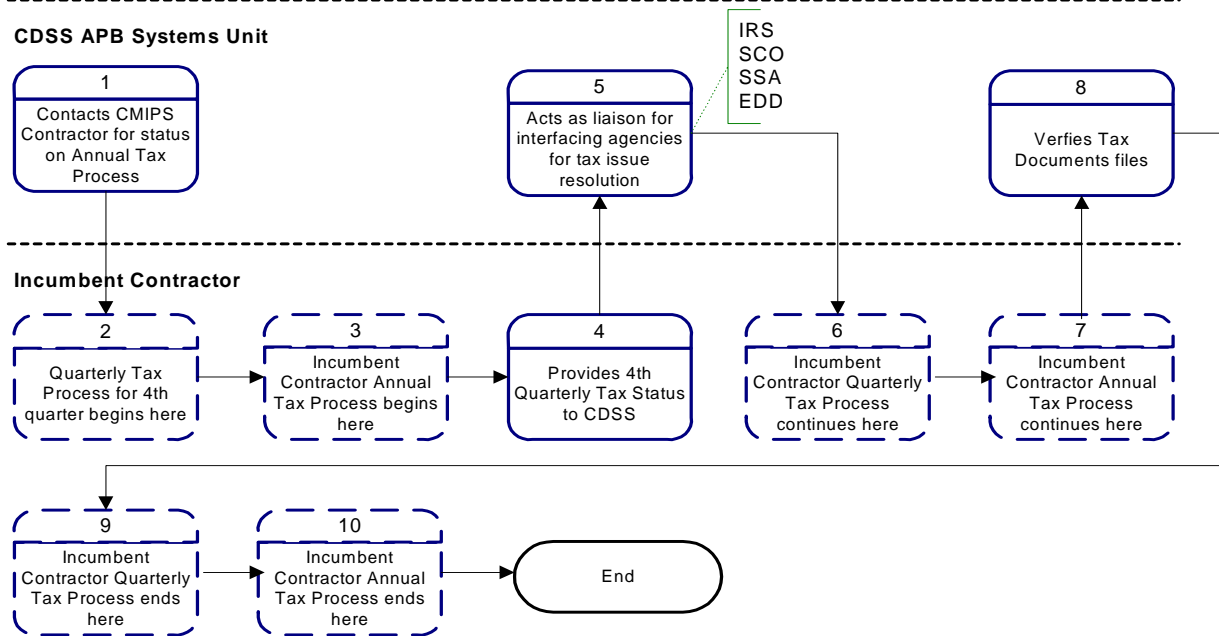 CDSS APB Systems Unit
1
Contacts CMIPS
Contractor for status
on Annual Tax
Process
5
Acts as liaison for
interfacing agencies
for tax issue
resolution
IRS
SCO
SSA
EDD
8
Verfies Tax
Documents files
Incumbent Contractor
2
Quarterly Tax
Process for 4th
quarter begins here
3
Incumbent
Contractor Annual
Tax Process begins
here
4
Provides 4th
Quarterly Tax Status
to CDSS
6
Incumbent
Contractor Quarterly
Tax Process
continues here
7
Incumbent
Contractor Annual
Tax Process
continues here
9
Incumbent
Contractor Quarterly
Tax Process ends
here
10
Incumbent
Contractor Annual
Tax Process ends
here
End